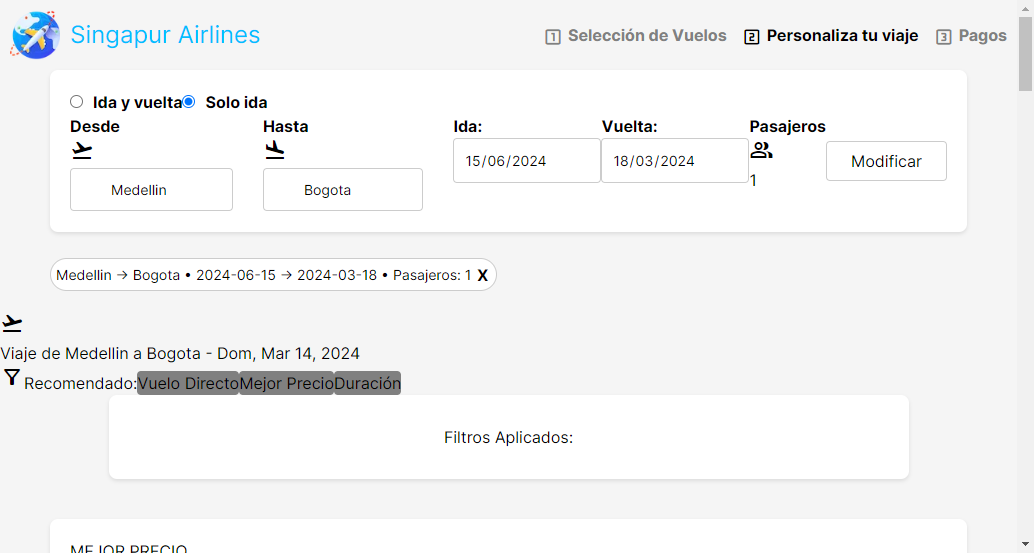 Singapur Airlines
1 Selección de Vuelos 2 Personaliza tu viaje 3 Pagos
Ida y vuelta Solo ida
Desde Hasta Ida: Vuelta: Pasajeros
15/06/2024 18/03/2024 Modificar
1
Medellin Bogota
Medellin → Bogota • 2024-06-15 → 2024-03-18 • Pasajeros: 1 X
Viaje de Medellin a Bogota - Dom, Mar 14, 2024
Recomendado: Vuelo Directo Mejor Precio Duración
Filtros Aplicados:
MEJOR PRECIO